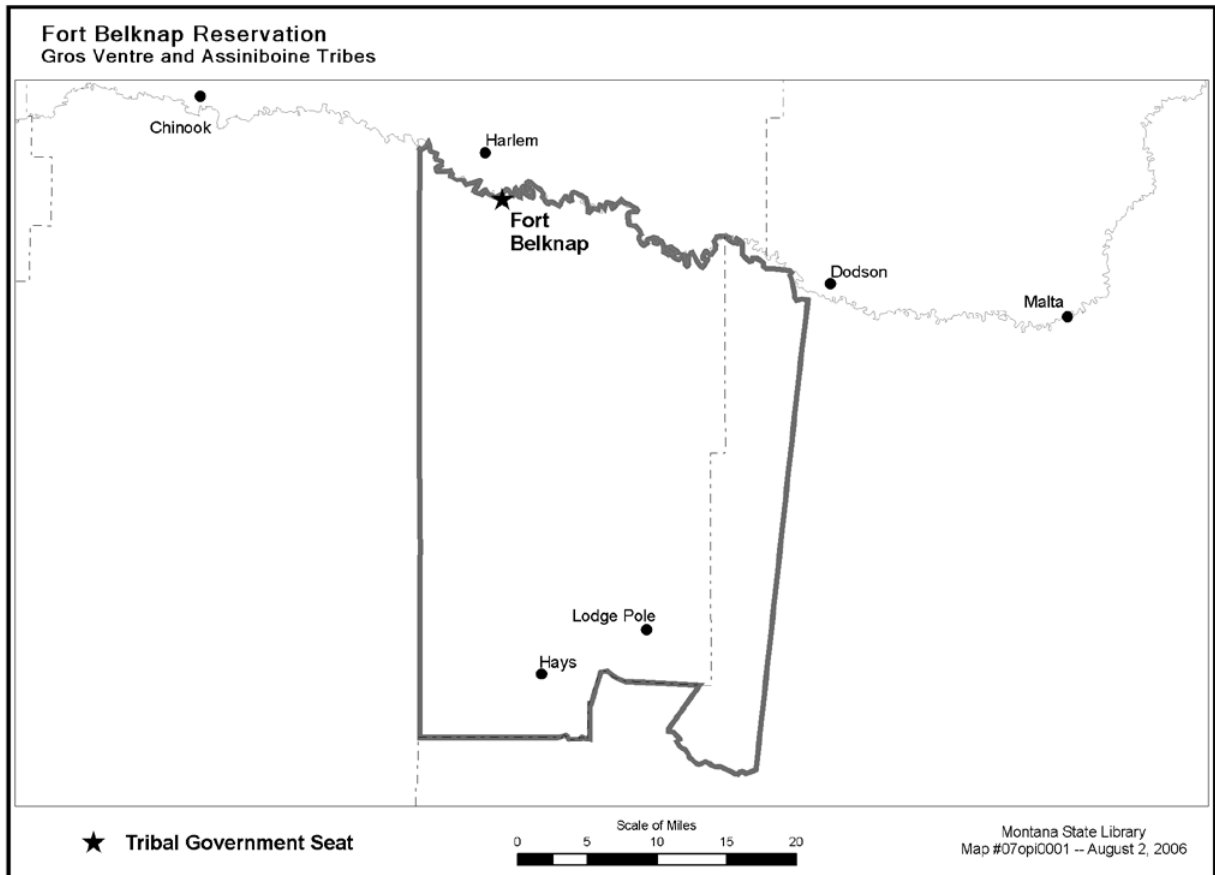 Fort Belknap Reservation
Gros Ventre and Assiniboine Tribes
Chinook
Harlem
Fort
Belknap
Dodson
Malta
Lodge Pole
Hays
Tribal Government Seat
Scale of Miles
0 5 10 15 20
Montana State Library
Map #07opi0001 -- August 2, 2006